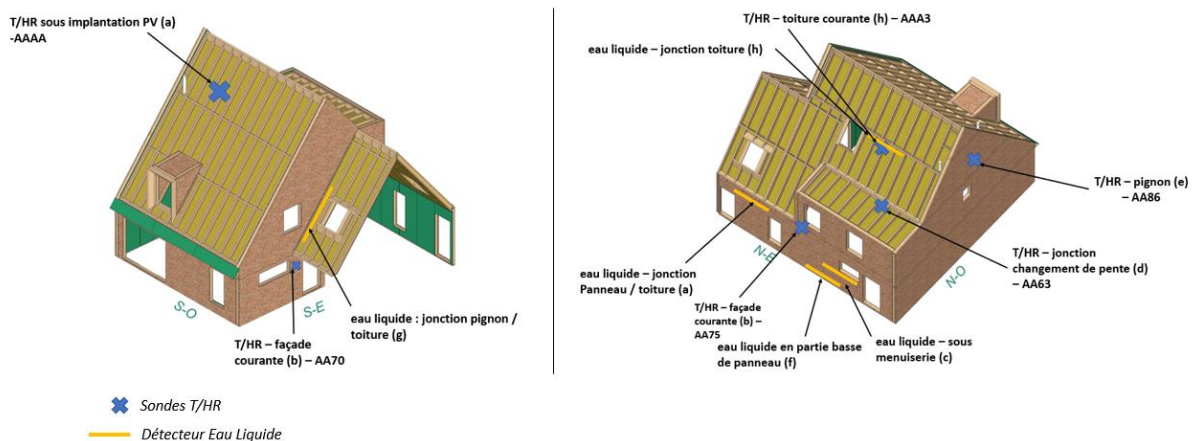 T/HR sous implantation PV (a)
-AAAA
S-O
S-E
eau liquide : jonction pignon /
toiture (g)
T/HR – façade
courante (b) – AA70
T/HR – toiture courante (h) – AAA3
eau liquide – jonction toiture (h)
T/HR – pignon (e)
– AA86
T/HR – jonction
changement de pente (d)
– AA63
N-E
N-O
eau liquide – jonction
Panneau / toiture (a)
T/HR – façade
courante (b) –
AA75
eau liquide en partie basse
de panneau (f)
eau liquide – sous
menuiserie (c)
Sondes T/HR
Détecteur Eau Liquide